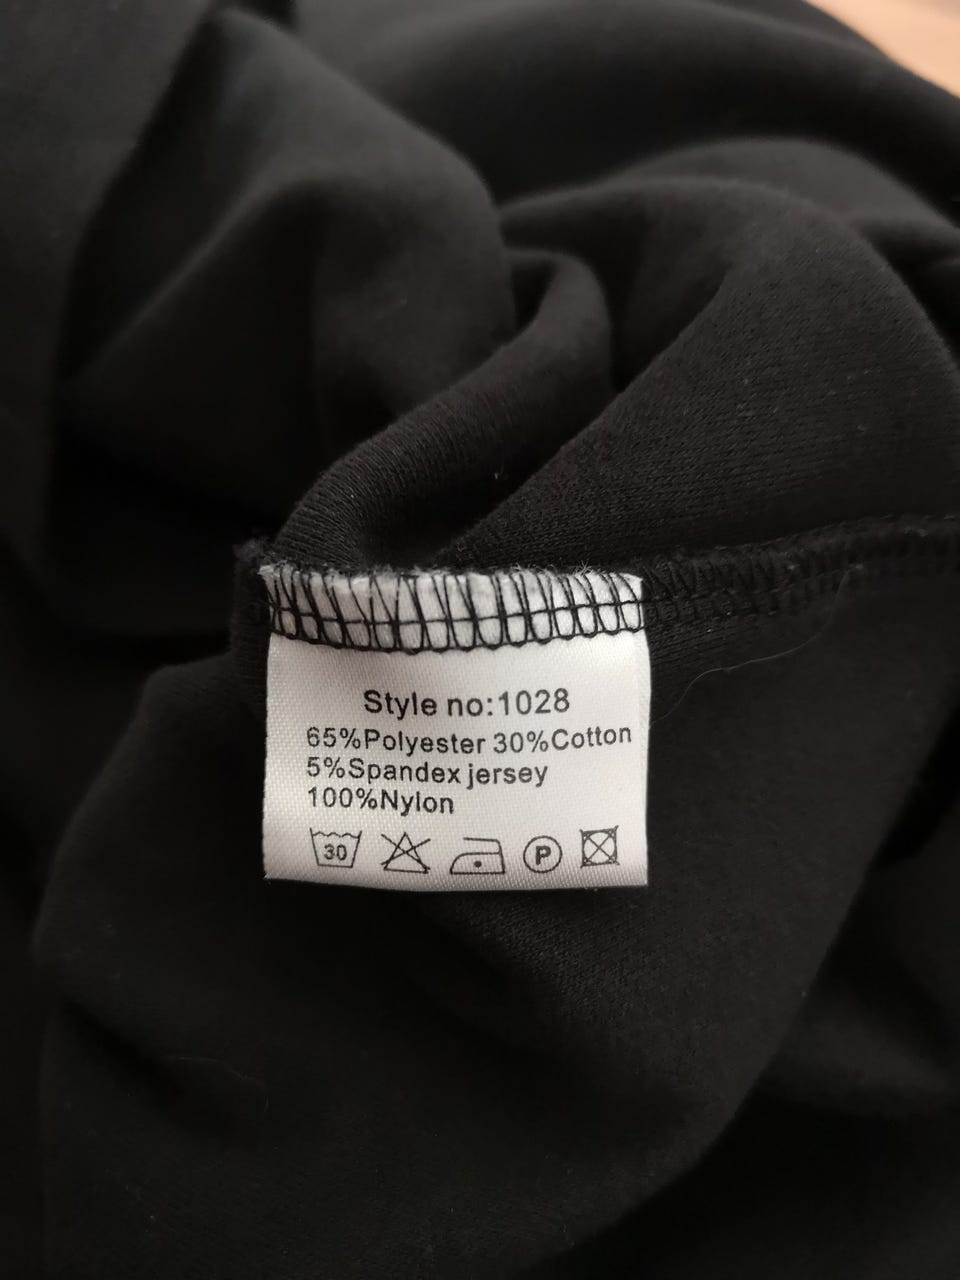 Style no:1028
65%Polyester 30%Cotton
5%Spandex jersey
100%Nylon
30 P